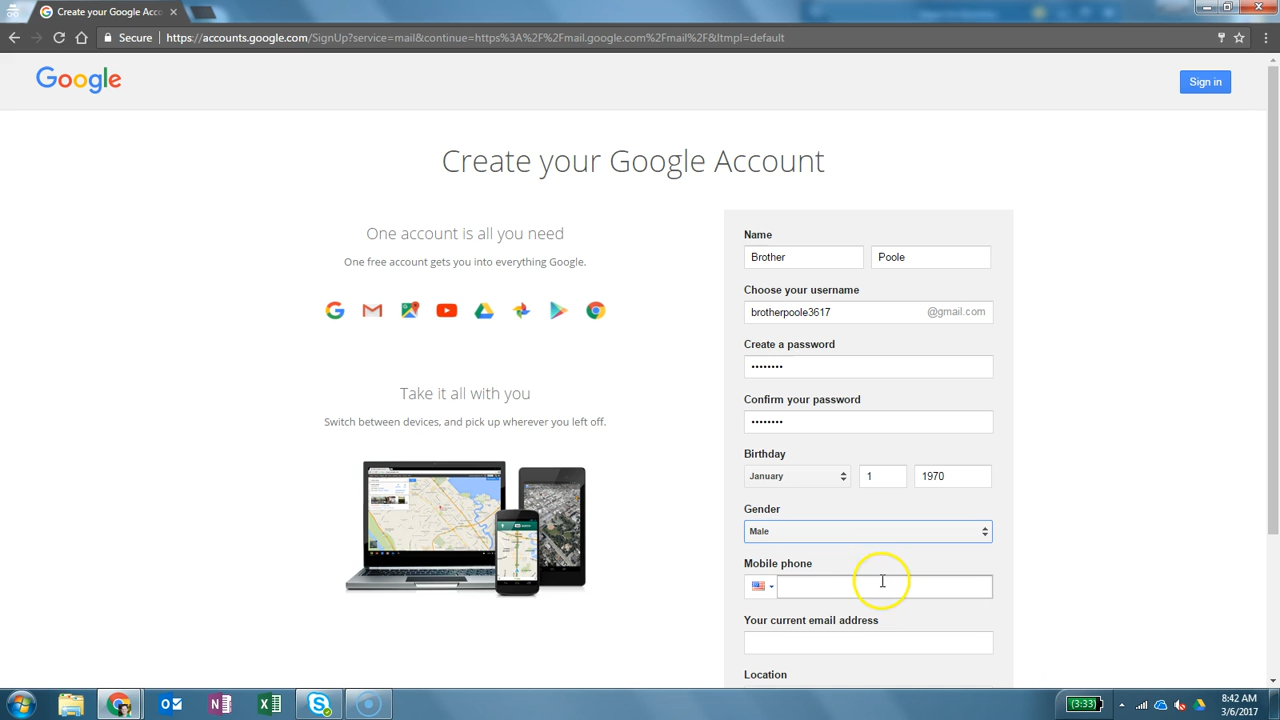 Create your Google Acco
Secure
https://accounts.google.com/SignUp?service=mail&continue=https%3A%2F%2Fmail.google.com%2Fmail%2F&ltmpl=default
Google
Sign in
Create your Google Account
One account is all you need
One free account gets you into everything Google.
Take it all with you
Switch between devices, and pick up wherever you left off.
Name
Brother
Poole
Choose your username
brotherpoole3617
@gmail.com
Create a password
••••••••
Confirm your password
••••••••
Birthday
January
1
1970
Gender
Male
Mobile phone
Your current email address
Location
(3:33)
8:42 AM
3/6/2017